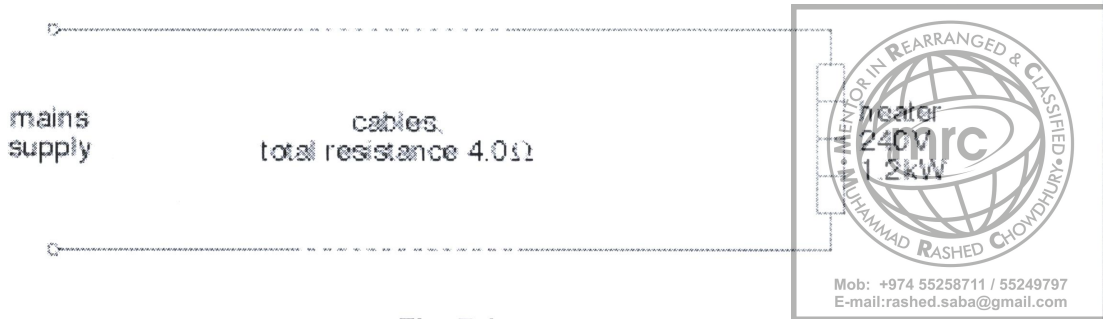 mains
supply
cables,
total resistance 4.0Ω
heater
240V
1.2kW
MENTOR IN REARRANGED & CLASSIFIED
mrc
MUHAMMAD RASHED CHOWDHURY
Mob: +974 55258711 / 55249797
E-mail:rashed.saba@gmail.com